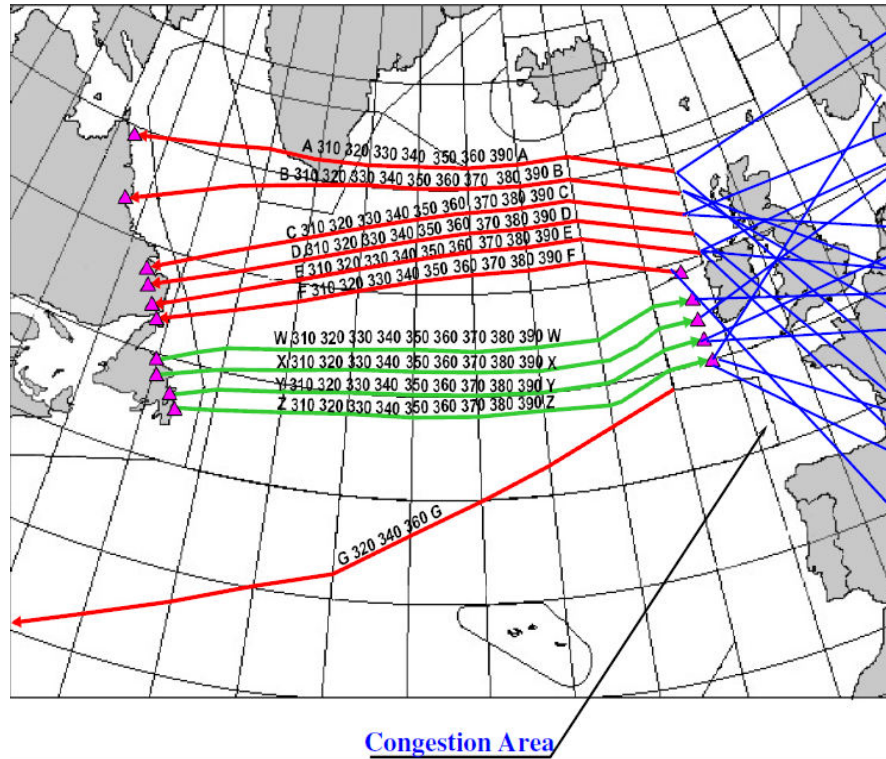 A 310 320 330 340 350 360 390 A
B 310 320 330 340 350 360 370 380 390 B
C 310 320 330 340 350 360 370 380 390 C
D 310 320 330 340 350 360 370 380 390 D
E 310 320 330 340 350 360 370 380 390 E
F 310 320 330 340 350 360 370 380 390 F
W 310 320 330 340 350 360 370 380 390 W
X 310 320 330 340 350 360 370 380 390 X
Y 310 320 330 340 350 360 370 380 390 Y
Z 310 320 330 340 350 360 370 380 390 Z
G 320 340 360 G
Congestion Area